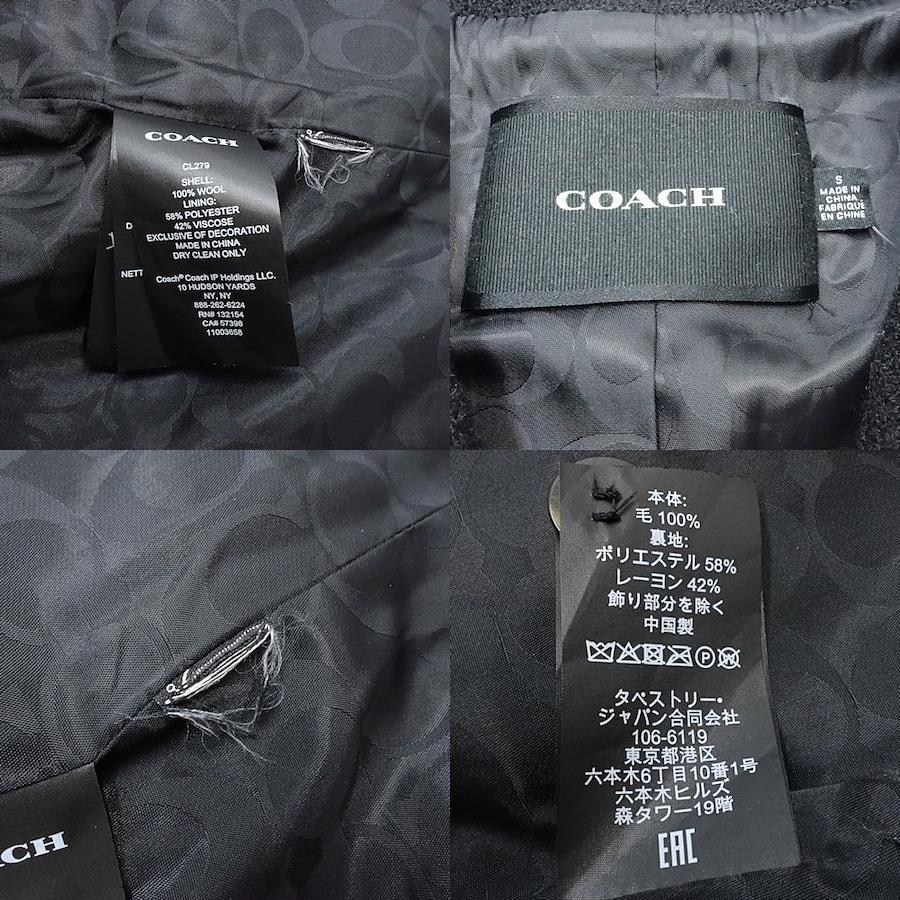 COACH
CL279
SHELL:
100% WOOL
LINING:
58% POLYESTER
42% VISCOSE
EXCLUSIVE OF DECORATION
MADE IN CHINA
DRY CLEAN ONLY
Coach® Coach IP Holdings LLC.
10 HUDSON YARDS
NY, NY
888-262-6224
RN# 132154
CA# 57398
11003658
D
NETT
COACH
S
MADE IN
CHINA
FABRIQUE
EN CHINE
ACH
本体:
毛 100%
裏地:
ポリエステル 58%
レーヨン 42%
飾り部分を除く
中国製
P W
タペストリー・
ジャパン合同会社
106-6119
東京都港区
六本木6丁目10番1号
六本木ヒルズ
森タワー19階
EAC